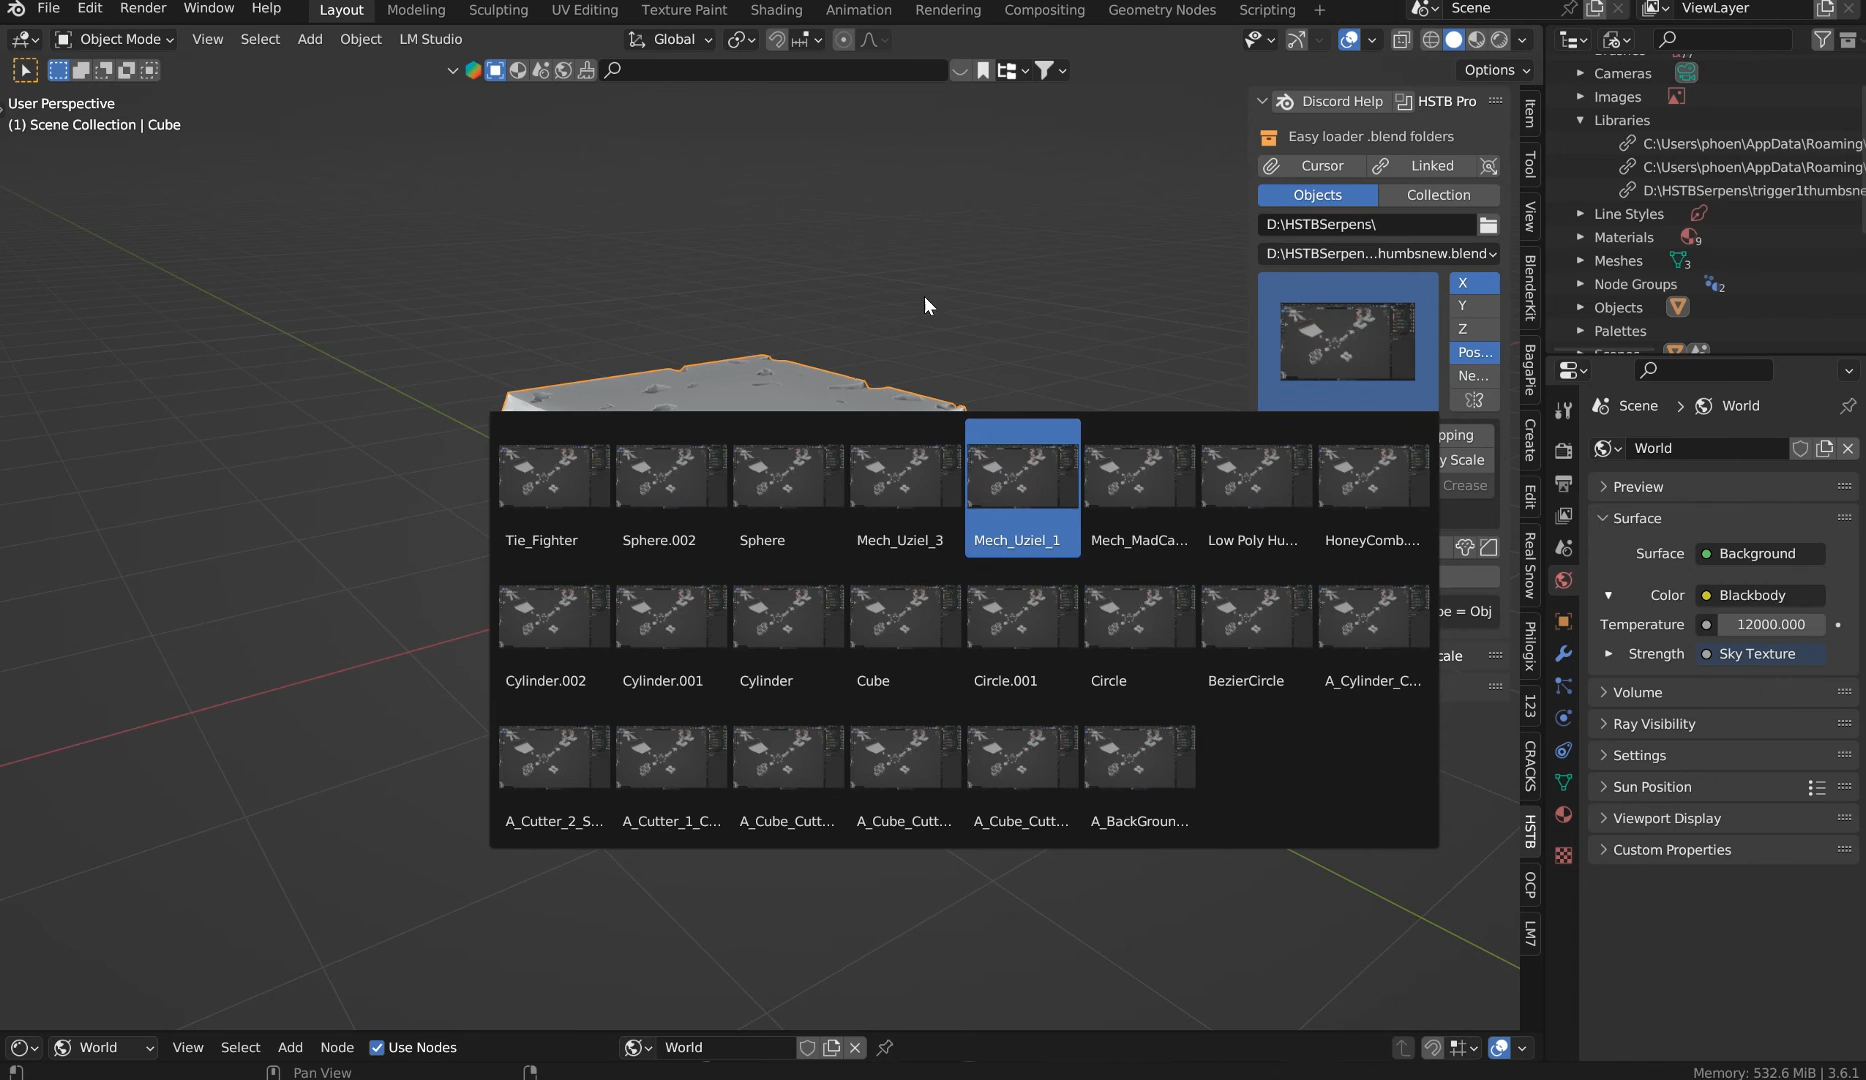 File Edit Render Window Help Layout Modeling Sculpting UV Editing Texture Paint Shading Animation Rendering Compositing Geometry Nodes Scripting + Scene ViewLayer
Object Mode View Select Add Object LM Studio Global
Options
User Perspective
(1) Scene Collection | Cube
Discord Help HSTB Pro
Easy loader .blend folders
Cursor Linked
Objects Collection
D:\HSTBSerpens\
D:\HSTBSerpen...humbsnew.blend
X
Y
Z
Pos...
Ne...
pping
y Scale
Crease
pe = Obj
cale
Tie_Fighter Sphere.002 Sphere Mech_Uziel_3 Mech_Uziel_1 Mech_MadCa... Low Poly Hu... HoneyComb....
Cylinder.002 Cylinder.001 Cylinder Cube Circle.001 Circle BezierCircle A_Cylinder_C...
A_Cutter_2_S... A_Cutter_1_C... A_Cube_Cutt... A_Cube_Cutt... A_Cube_Cutt... A_BackGroun...
Item
Tool
View
BlenderKit
BagaPie
Create
Edit
Real Snow
Philogix
123
CRACKS
HSTB
OCP
LM7
Cameras
Images
Libraries
C:\Users\phoen\AppData\Roaming\
C:\Users\phoen\AppData\Roaming\
D:\HSTBSerpens\trigger1thumbsne
Line Styles
Materials 9
Meshes 3
Node Groups 2
Objects
Palettes
Scene > World
World
Preview
Surface
Surface Background
Color Blackbody
Temperature 12000.000
Strength Sky Texture
Volume
Ray Visibility
Settings
Sun Position
Viewport Display
Custom Properties
World View Select Add Node Use Nodes World
Pan View
Memory: 532.6 MiB | 3.6.1